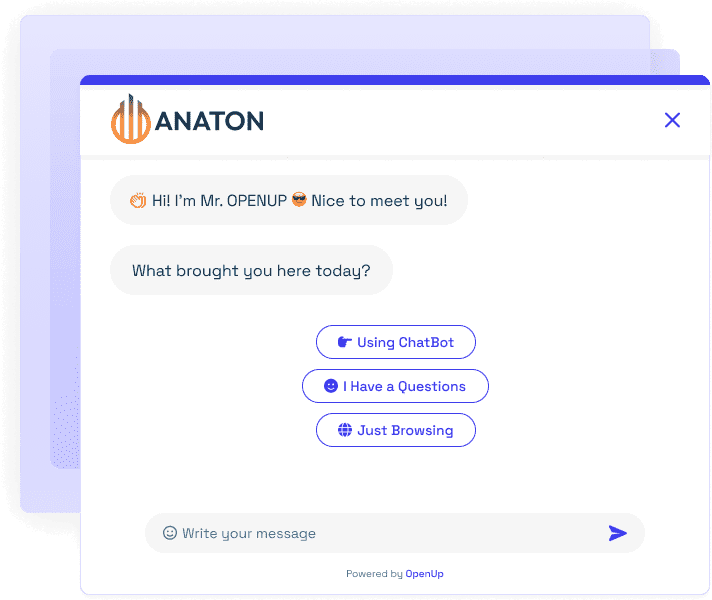 ANATON
👏 Hi! I'm Mr. OPENUP 😎 Nice to meet you!
What brought you here today?
Using ChatBot
I Have a Questions
Just Browsing
Write your message
Powered by OpenUp